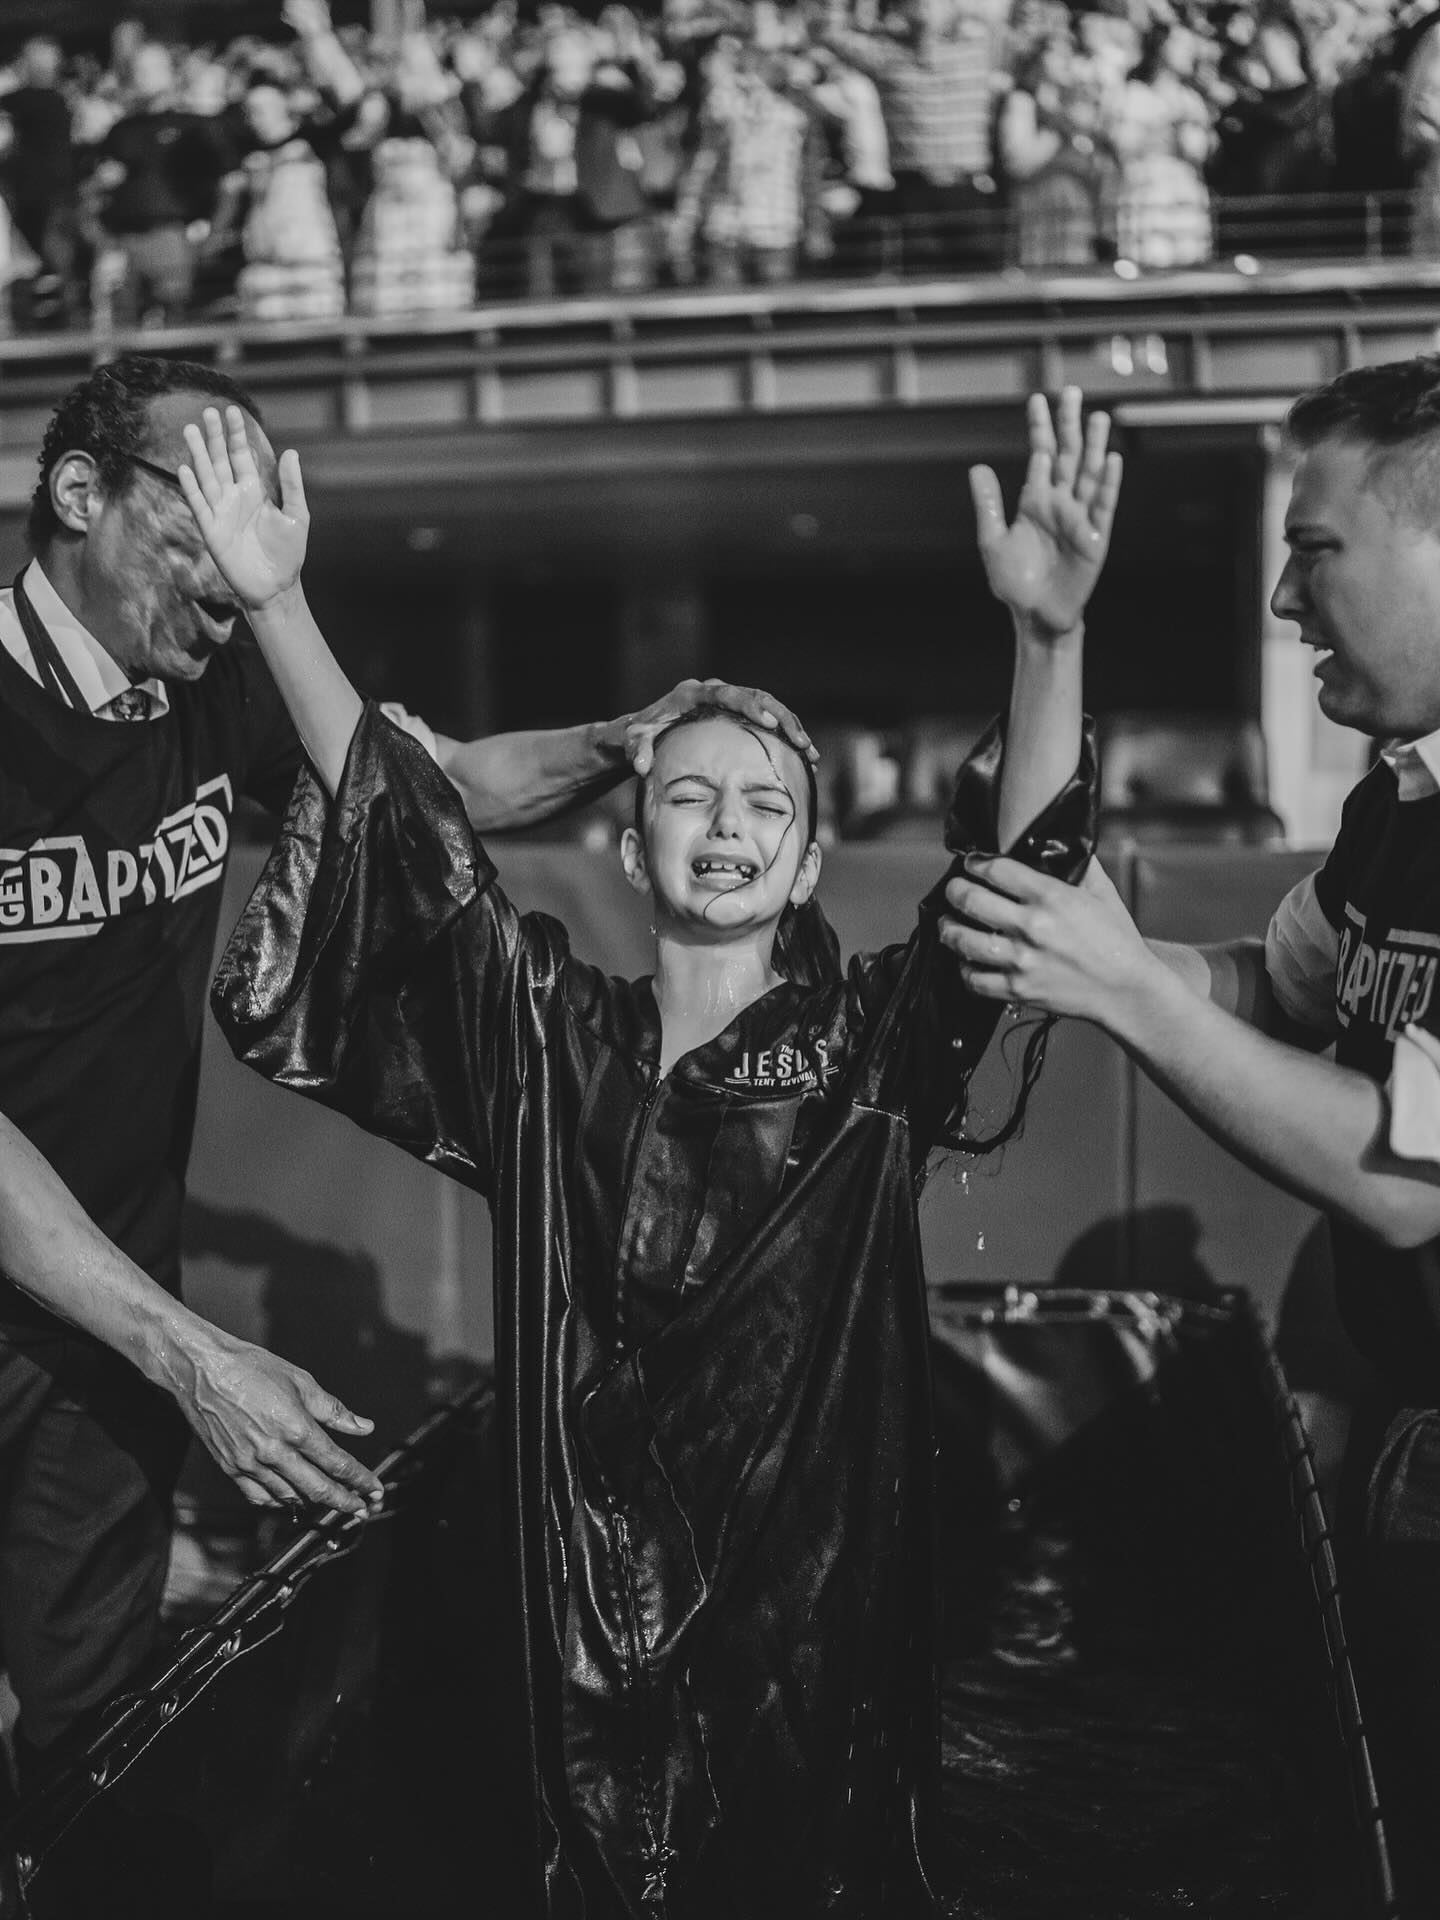 GET BAPTIZED
The
JESUS
TENT REVIVAL
BAPTIZED